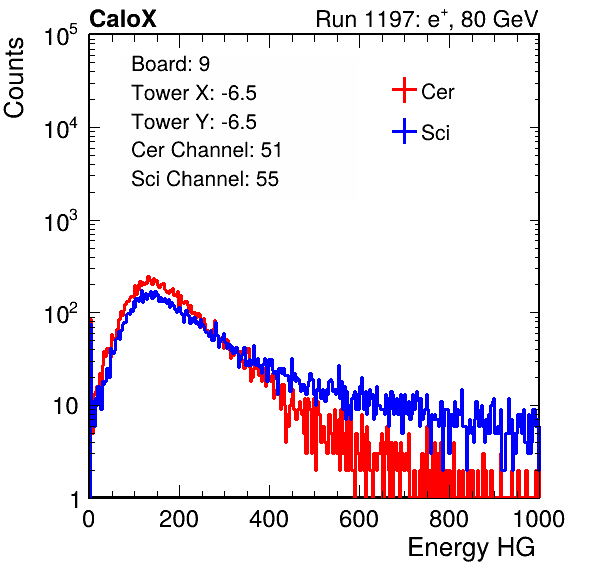 CaloX Run 1197: e⁺, 80 GeV
Counts
Board: 9
Tower X: -6.5
Tower Y: -6.5
Cer Channel: 51
Sci Channel: 55
Cer
Sci
10⁵
10⁴
10³
10²
10
1
0 200 400 600 800 1000
Energy HG